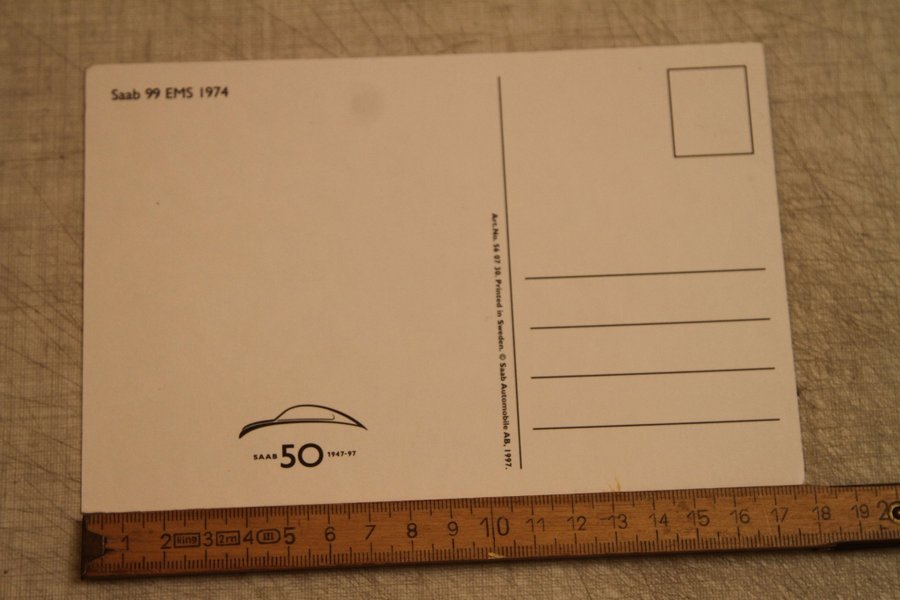 Saab 99 EMS 1974
Art.No. 56 07 30. Printed in Sweden. © Saab Automobile AB, 1997.
SAAB 50 1947-97
1 2 King 3 2m 4 III 5 6 7 8 9 10 11 12 13 14 15 16 17 18 19 2